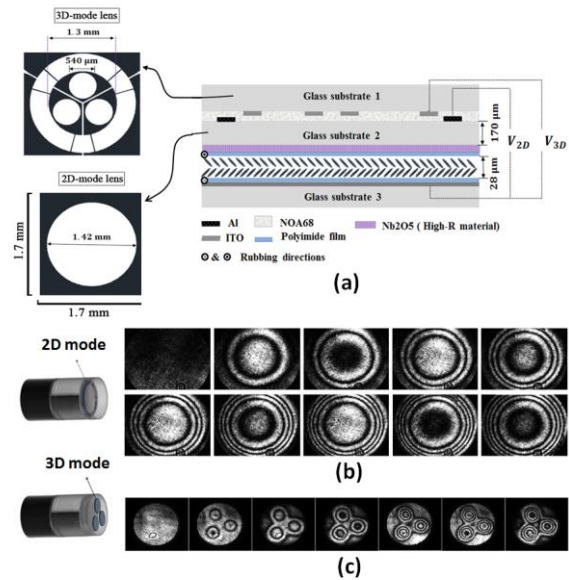 3D-mode lens
1.3 mm
540 μm
2D-mode lens
1.42 mm
1.7 mm
1.7 mm
Glass substrate 1
Glass substrate 2
Glass substrate 3
170 μm
28 μm
V2D
V3D
Al
NOA68
Nb2O5 ( High-R material)
ITO
Polyimide film
& Rubbing directions
(a)
2D mode
(b)
3D mode
(c)